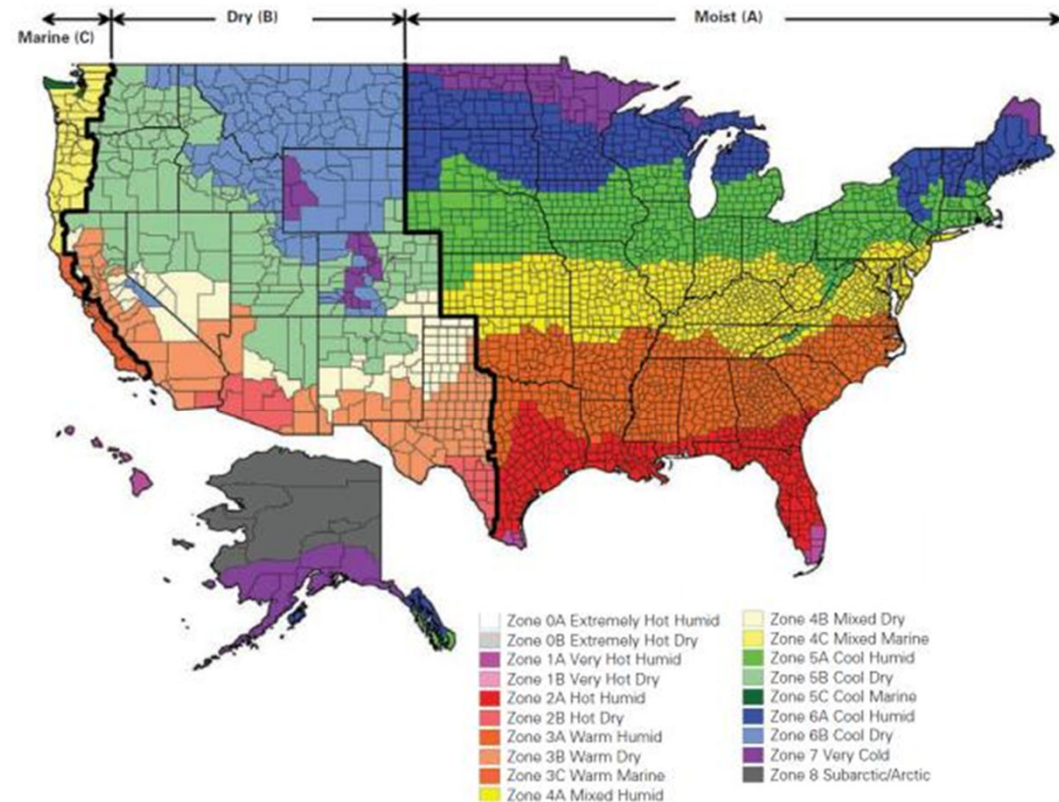 Dry (B)
Moist (A)
Marine (C)
Zone 0A Extremely Hot Humid
Zone 0B Extremely Hot Dry
Zone 1A Very Hot Humid
Zone 1B Very Hot Dry
Zone 2A Hot Humid
Zone 2B Hot Dry
Zone 3A Warm Humid
Zone 3B Warm Dry
Zone 3C Warm Marine
Zone 4A Mixed Humid
Zone 4B Mixed Dry
Zone 4C Mixed Marine
Zone 5A Cool Humid
Zone 5B Cool Dry
Zone 5C Cool Marine
Zone 6A Cool Humid
Zone 6B Cool Dry
Zone 7 Very Cold
Zone 8 Subarctic/Arctic